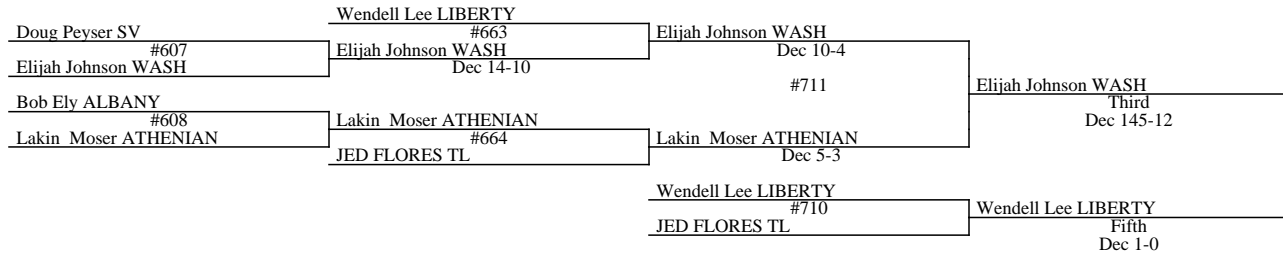 Wendell Lee LIBERTY
Doug Peyser SV
#663
Elijah Johnson WASH
#607
Elijah Johnson WASH
Dec 10-4
Elijah Johnson WASH
Dec 14-10
#711
Elijah Johnson WASH
Bob Ely ALBANY
Third
#608
Lakin  Moser ATHENIAN
Dec 145-12
Lakin  Moser ATHENIAN
#664
Lakin  Moser ATHENIAN
JED FLORES TL
Dec 5-3
Wendell Lee LIBERTY
#710
Wendell Lee LIBERTY
JED FLORES TL
Fifth
Dec 1-0